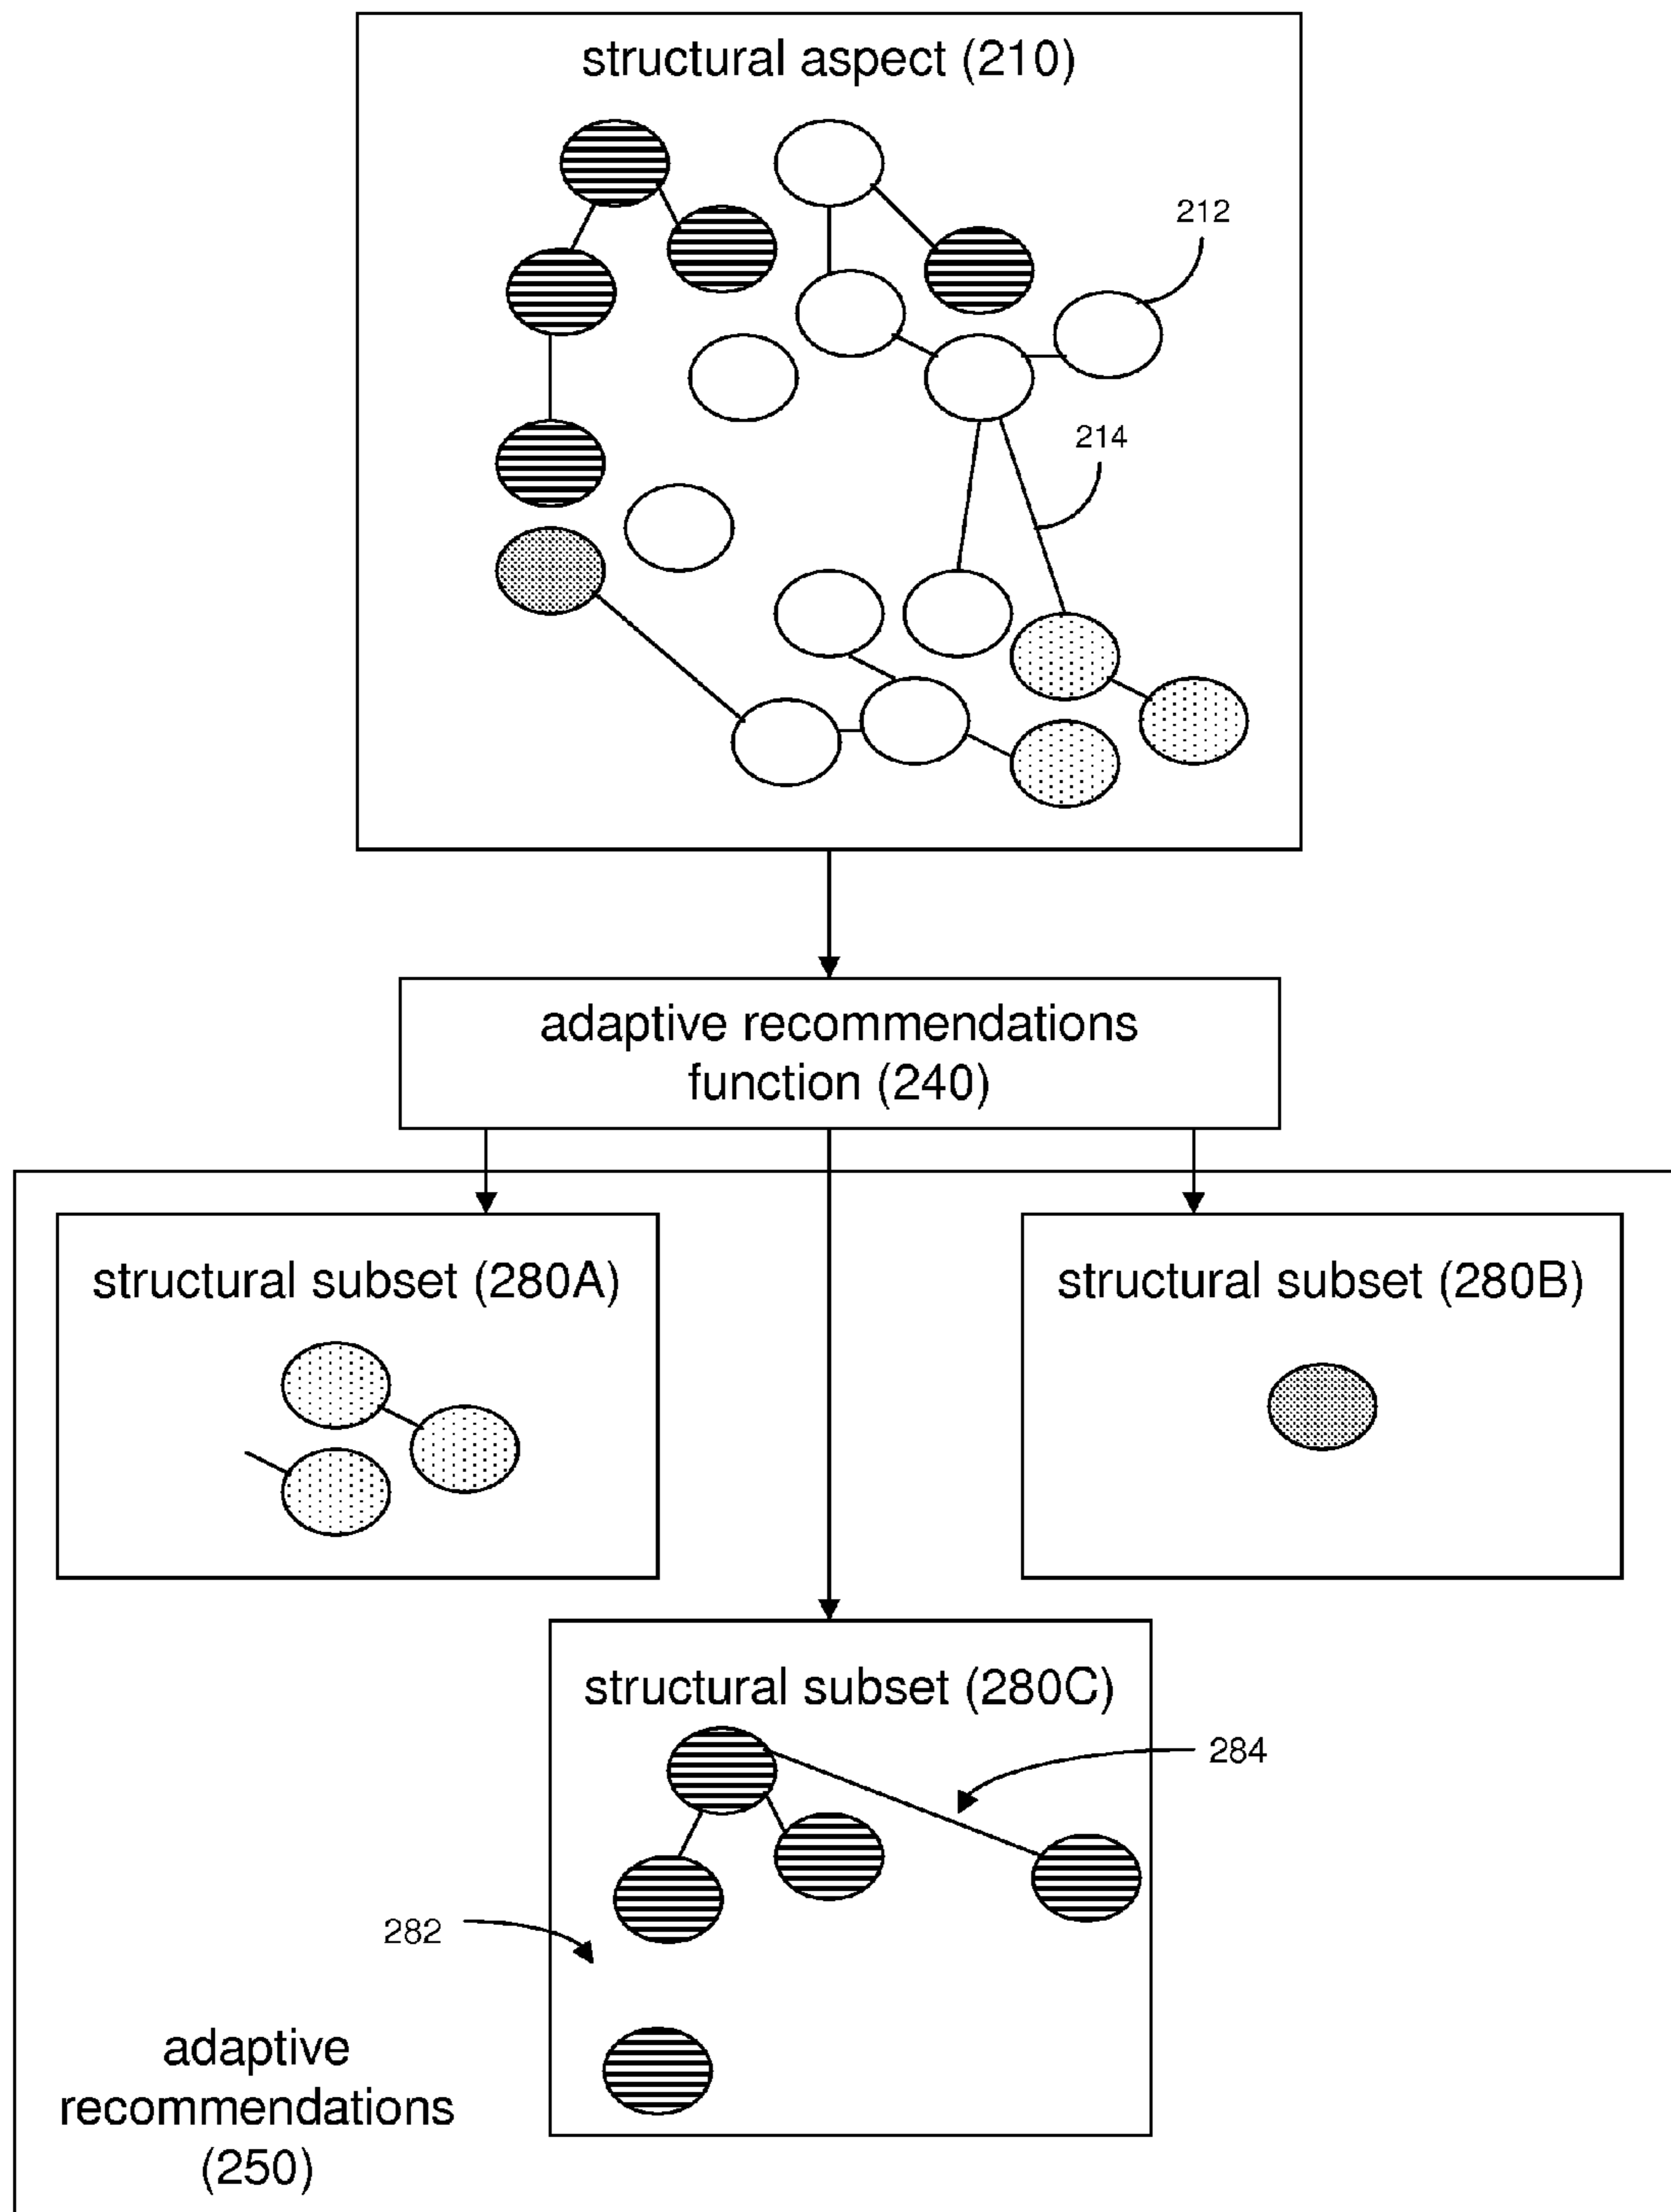 structural aspect (210)
212
214
adaptive recommendations
function (240)
structural subset (280A)
structural subset (280B)
structural subset (280C)
284
282
adaptive
recommendations
(250)